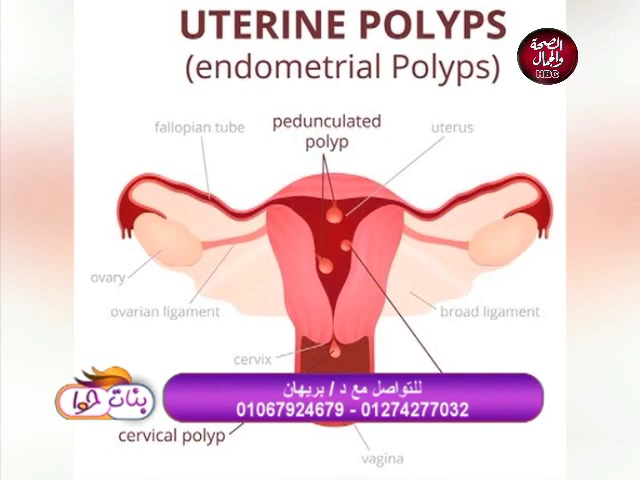 UTERINE POLYPS
(endometrial Polyps)
الصحة
والجمال
HBC
fallopian tube
pedunculated
polyp
uterus
ovary
ovarian ligament
broad ligament
cervix
بنات حوا
للتواصل مع د / بريهان
01067924679 - 01274277032
cervical polyp
vagina